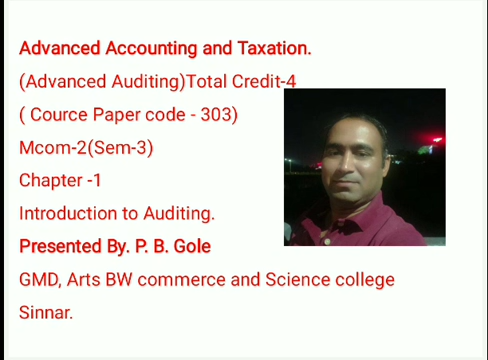 Advanced Accounting and Taxation.
(Advanced Auditing)Total Credit-4
( Cource Paper code - 303)
Mcom-2(Sem-3)
Chapter -1
Introduction to Auditing.
Presented By. P. B. Gole
GMD, Arts BW commerce and Science college
Sinnar.